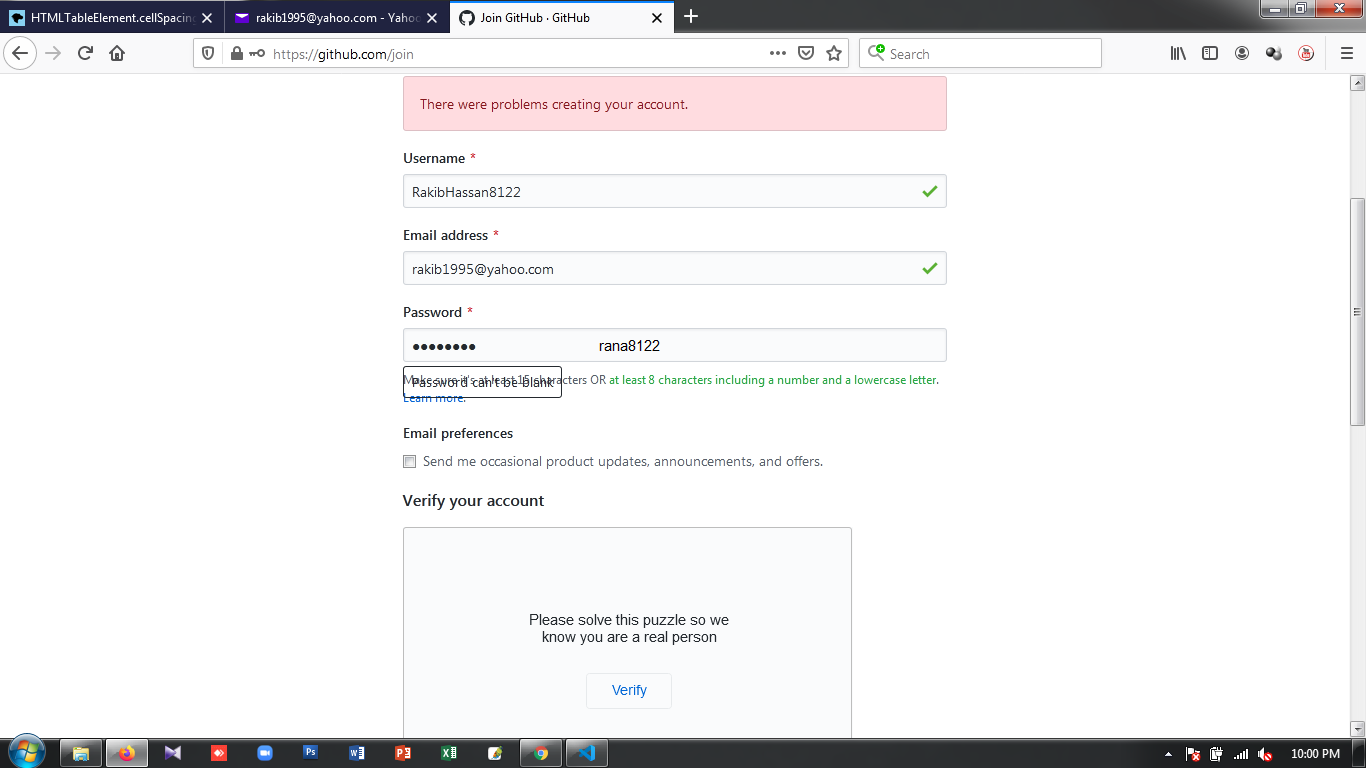 HTMLTableElement.cellSpacing
rakib1995@yahoo.com - Yahoo
Join GitHub · GitHub
https://github.com/join
Search
There were problems creating your account.
Username *
RakibHassan8122
Email address *
rakib1995@yahoo.com
Password *
●●●●●●●● rana8122
Make sure it's at least 15 characters OR at least 8 characters including a number and a lowercase letter.
Password can't be blank
Learn more.
Email preferences
Send me occasional product updates, announcements, and offers.
Verify your account
Please solve this puzzle so we
know you are a real person
Verify
10:00 PM